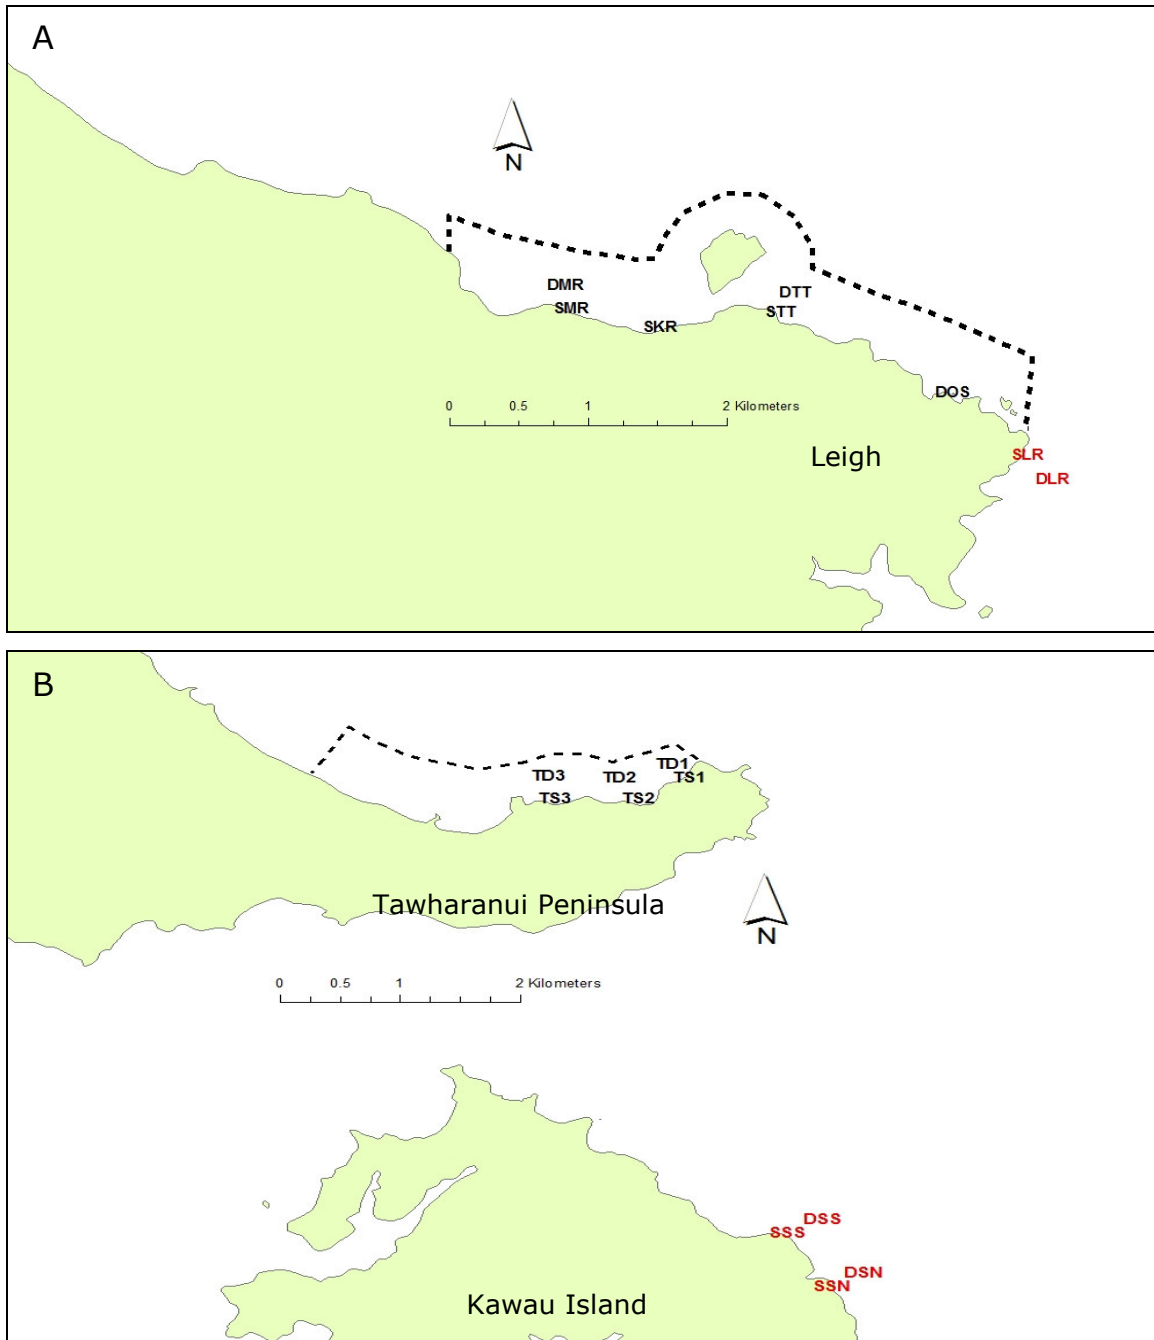 A
N
DMR
DTT
SMR
STT
SKR
DOS
0 0.5 1 2 Kilometers
Leigh
SLR
DLR
B
TD1
TD3 TD2 TS1
TS3 TS2
Tawharanui Peninsula
N
0 0.5 1 2 Kilometers
DSS
SSS
DSN
SSN
Kawau Island